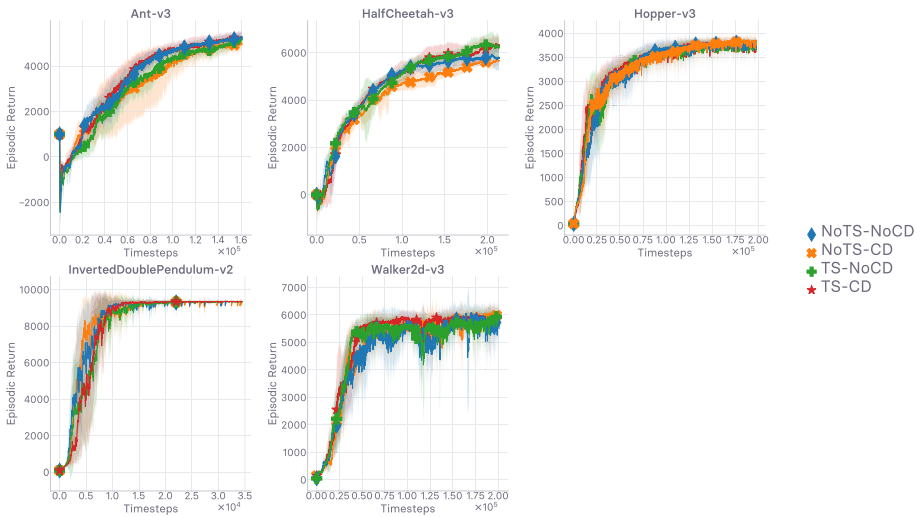 Ant-v3
Episodic Return
4000
2000
0
−2000
0.0 0.2 0.4 0.6 0.8 1.0 1.2 1.4 1.6
Timesteps
×10⁵
HalfCheetah-v3
Episodic Return
6000
4000
2000
0
0.0 0.5 1.0 1.5 2.0
Timesteps
×10⁵
Hopper-v3
Episodic Return
4000
3500
3000
2500
2000
1500
1000
500
0
0.00 0.25 0.50 0.75 1.00 1.25 1.50 1.75 2.00
Timesteps
×10⁵
NoTS-NoCD
NoTS-CD
TS-NoCD
TS-CD
InvertedDoublePendulum-v2
Episodic Return
10000
8000
6000
4000
2000
0
0.0 0.5 1.0 1.5 2.0 2.5 3.0 3.5
Timesteps
×10⁴
Walker2d-v3
Episodic Return
7000
6000
5000
4000
3000
2000
1000
0
0.00 0.25 0.50 0.75 1.00 1.25 1.50 1.75 2.00
Timesteps
×10⁵